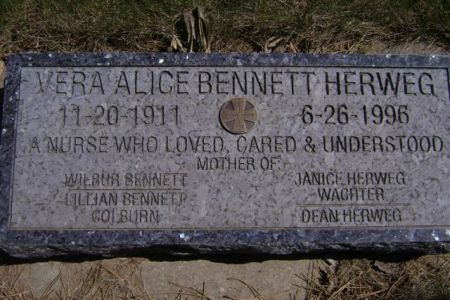 VERA ALICE BENNETT HERWEG
11-20-1911 6-26-1996
A NURSE WHO LOVED, CARED & UNDERSTOOD
MOTHER OF
WILBUR BENNETT
LILLIAN BENNETT
COLBURN
JANICE HERWEG
WACHTER
DEAN HERWEG